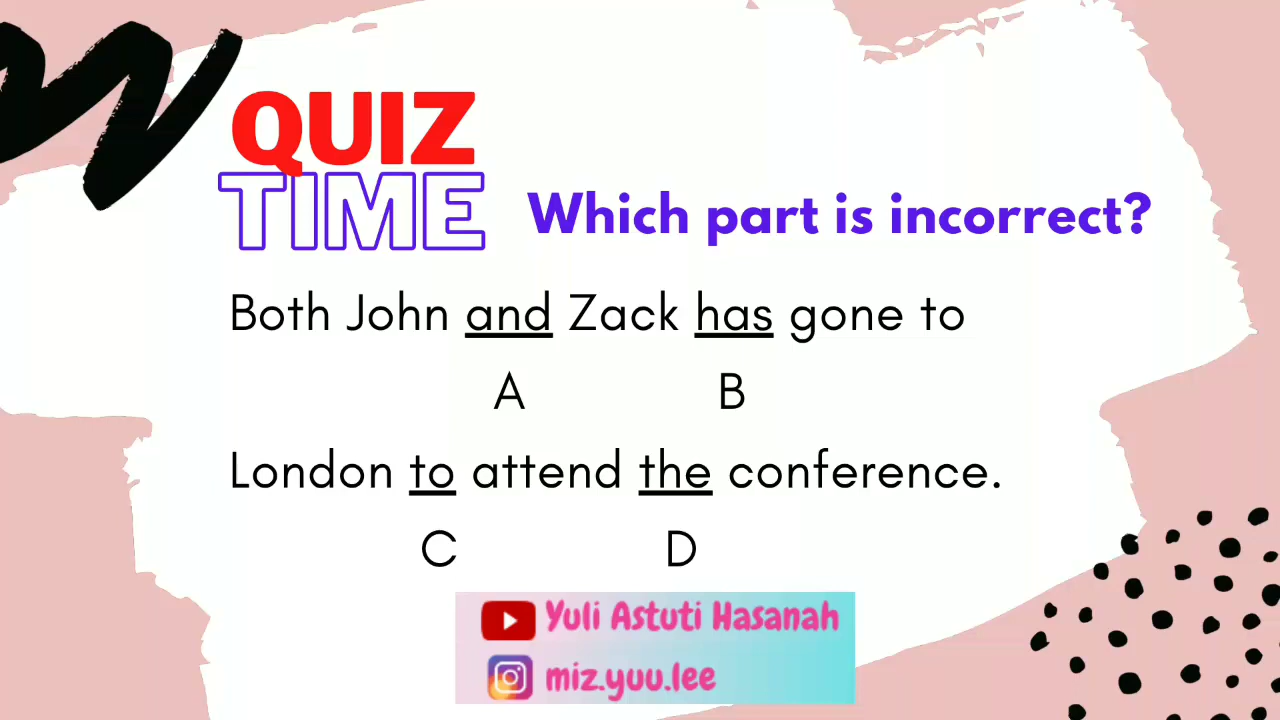 QUIZ
TIME
Which part is incorrect?
Both John and Zack has gone to
A B
London to attend the conference.
C D
Yuli Astuti Hasanah
miz.yuu.lee